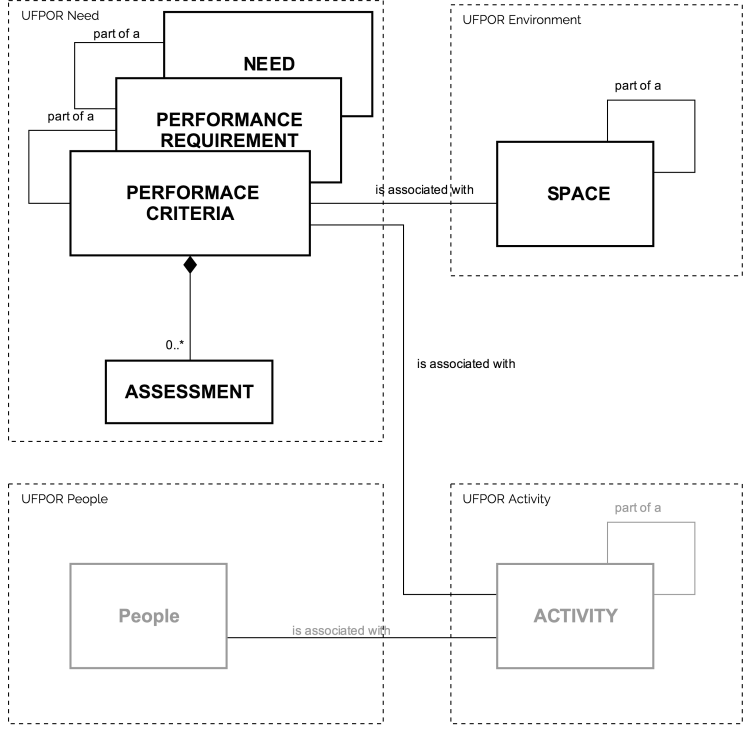 UFPOR Need
part of a
NEED
part of a
PERFORMANCE
REQUIREMENT
PERFORMACE
CRITERIA
0..*
ASSESSMENT
UFPOR Environment
part of a
SPACE
is associated with
is associated with
UFPOR People
People
is associated with
UFPOR Activity
part of a
ACTIVITY